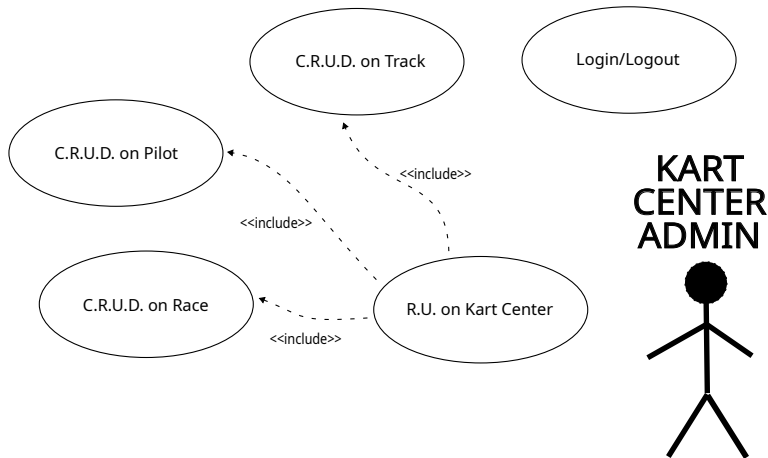 C.R.U.D. on Track
Login/Logout
C.R.U.D. on Pilot
<<include>>
KART
CENTER
ADMIN
<<include>>
C.R.U.D. on Race
R.U. on Kart Center
<<include>>